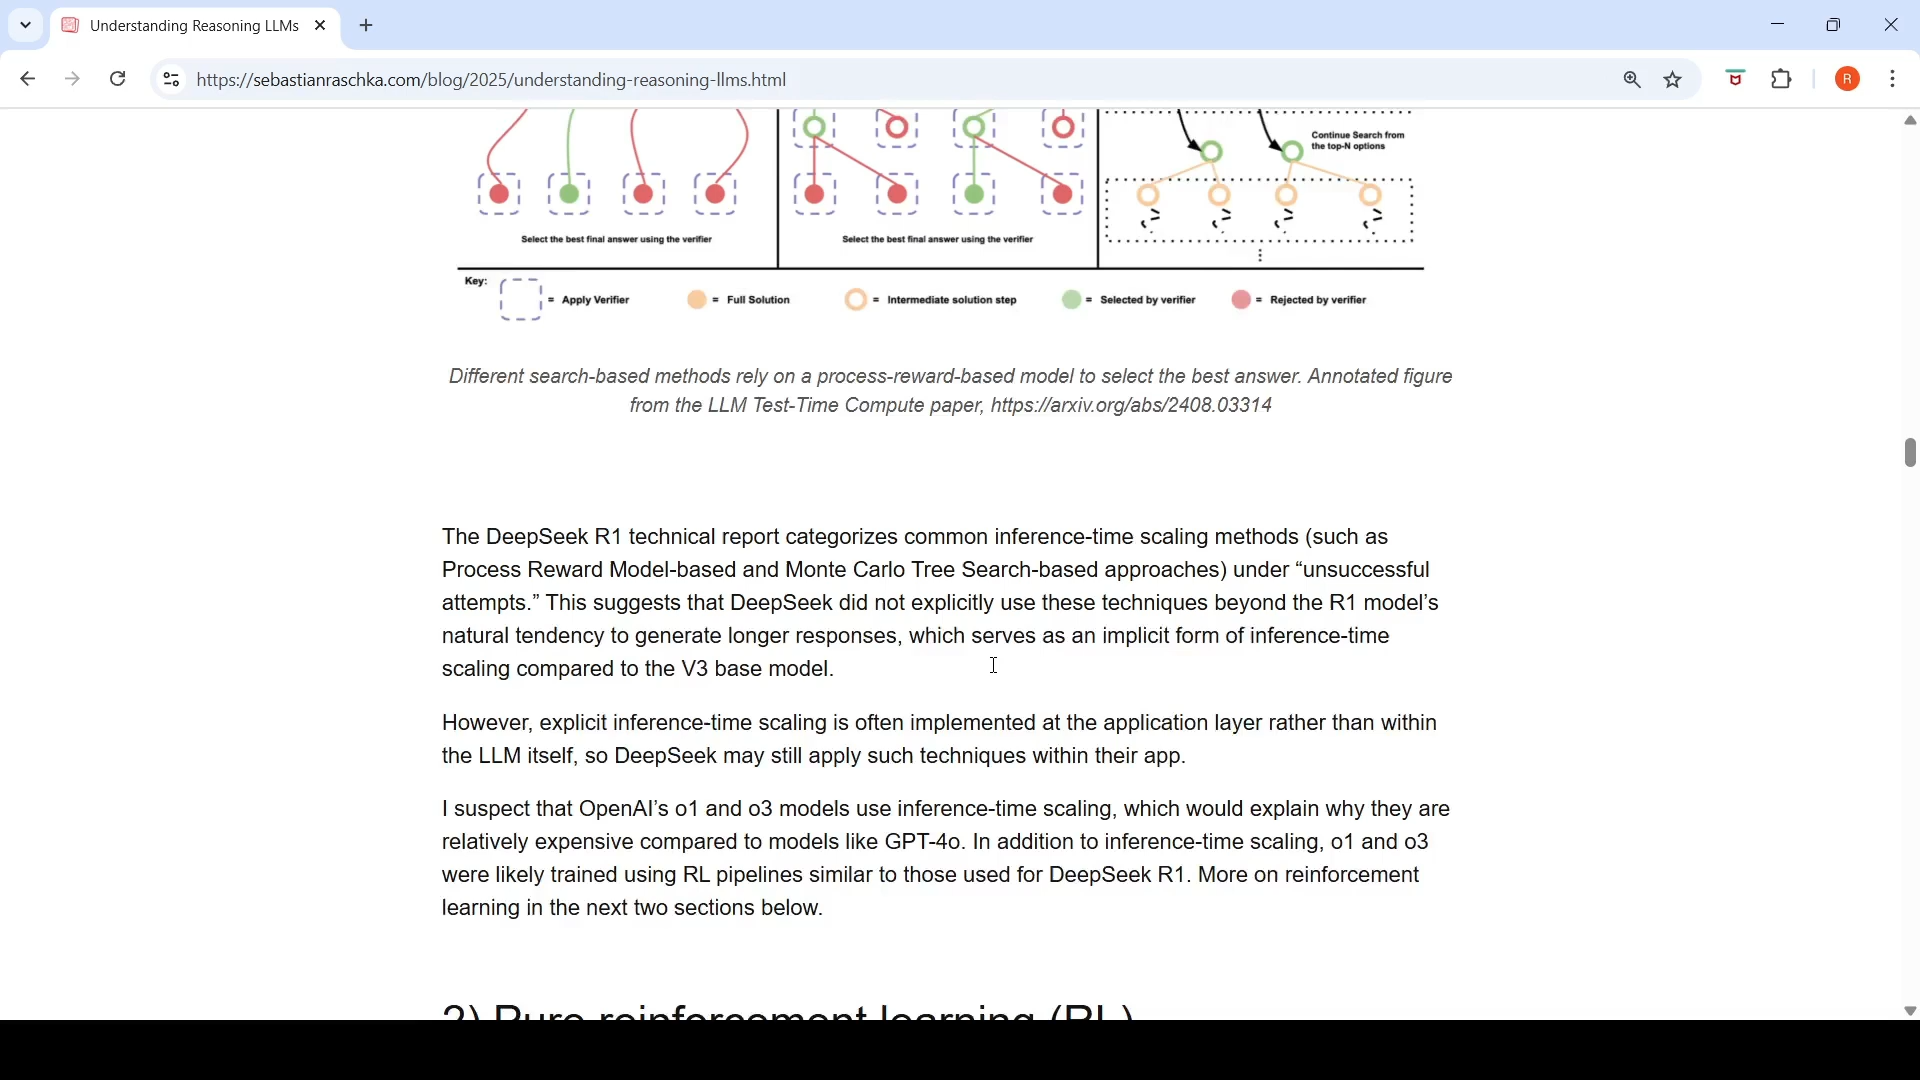 Understanding Reasoning LLMs
https://sebastianraschka.com/blog/2025/understanding-reasoning-llms.html
R
Continue Search from
the top-N options
Select the best final answer using the verifier
Select the best final answer using the verifier
Key:
= Apply Verifier
= Full Solution
= Intermediate solution step
= Selected by verifier
= Rejected by verifier
Different search-based methods rely on a process-reward-based model to select the best answer. Annotated figure
from the LLM Test-Time Compute paper, https://arxiv.org/abs/2408.03314
The DeepSeek R1 technical report categorizes common inference-time scaling methods (such as
Process Reward Model-based and Monte Carlo Tree Search-based approaches) under “unsuccessful
attempts.” This suggests that DeepSeek did not explicitly use these techniques beyond the R1 model’s
natural tendency to generate longer responses, which serves as an implicit form of inference-time
scaling compared to the V3 base model.
However, explicit inference-time scaling is often implemented at the application layer rather than within
the LLM itself, so DeepSeek may still apply such techniques within their app.
I suspect that OpenAI’s o1 and o3 models use inference-time scaling, which would explain why they are
relatively expensive compared to models like GPT-4o. In addition to inference-time scaling, o1 and o3
were likely trained using RL pipelines similar to those used for DeepSeek R1. More on reinforcement
learning in the next two sections below.
2) Pure reinforcement learning (RL)